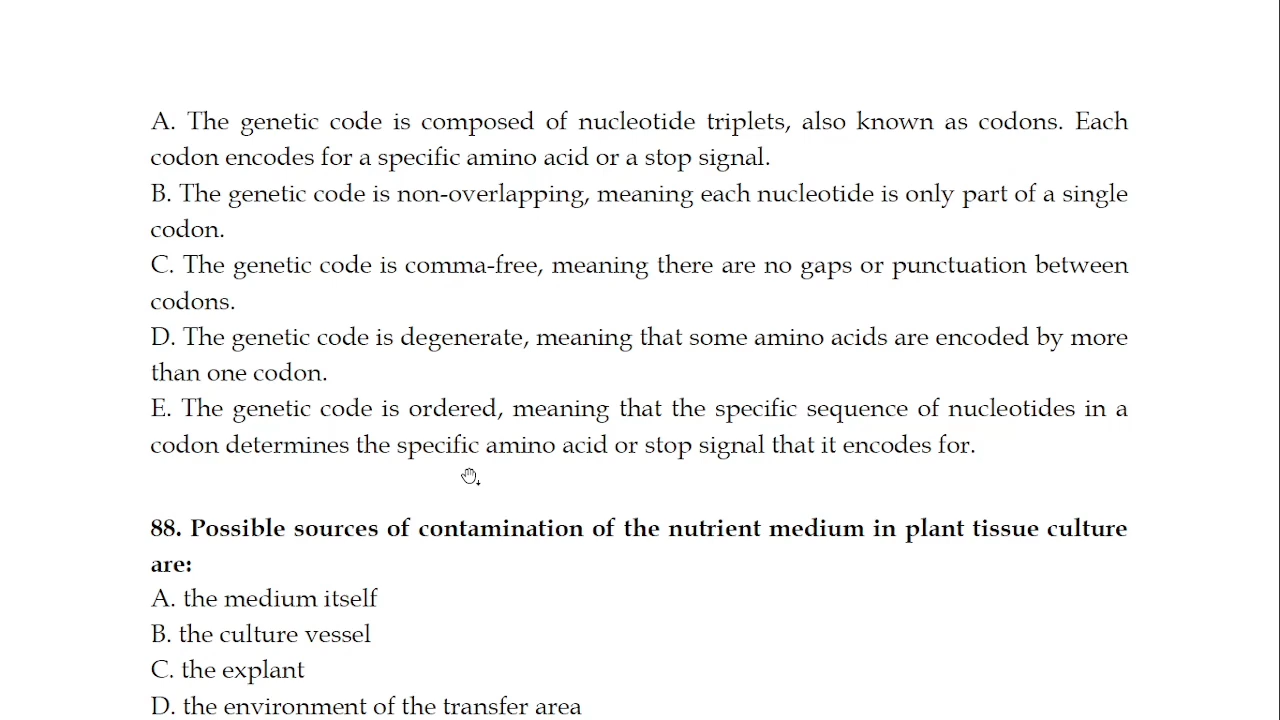 A. The genetic code is composed of nucleotide triplets, also known as codons. Each
codon encodes for a specific amino acid or a stop signal.
B. The genetic code is non-overlapping, meaning each nucleotide is only part of a single
codon.
C. The genetic code is comma-free, meaning there are no gaps or punctuation between
codons.
D. The genetic code is degenerate, meaning that some amino acids are encoded by more
than one codon.
E. The genetic code is ordered, meaning that the specific sequence of nucleotides in a
codon determines the specific amino acid or stop signal that it encodes for.
88. Possible sources of contamination of the nutrient medium in plant tissue culture
are:
A. the medium itself
B. the culture vessel
C. the explant
D. the environment of the transfer area